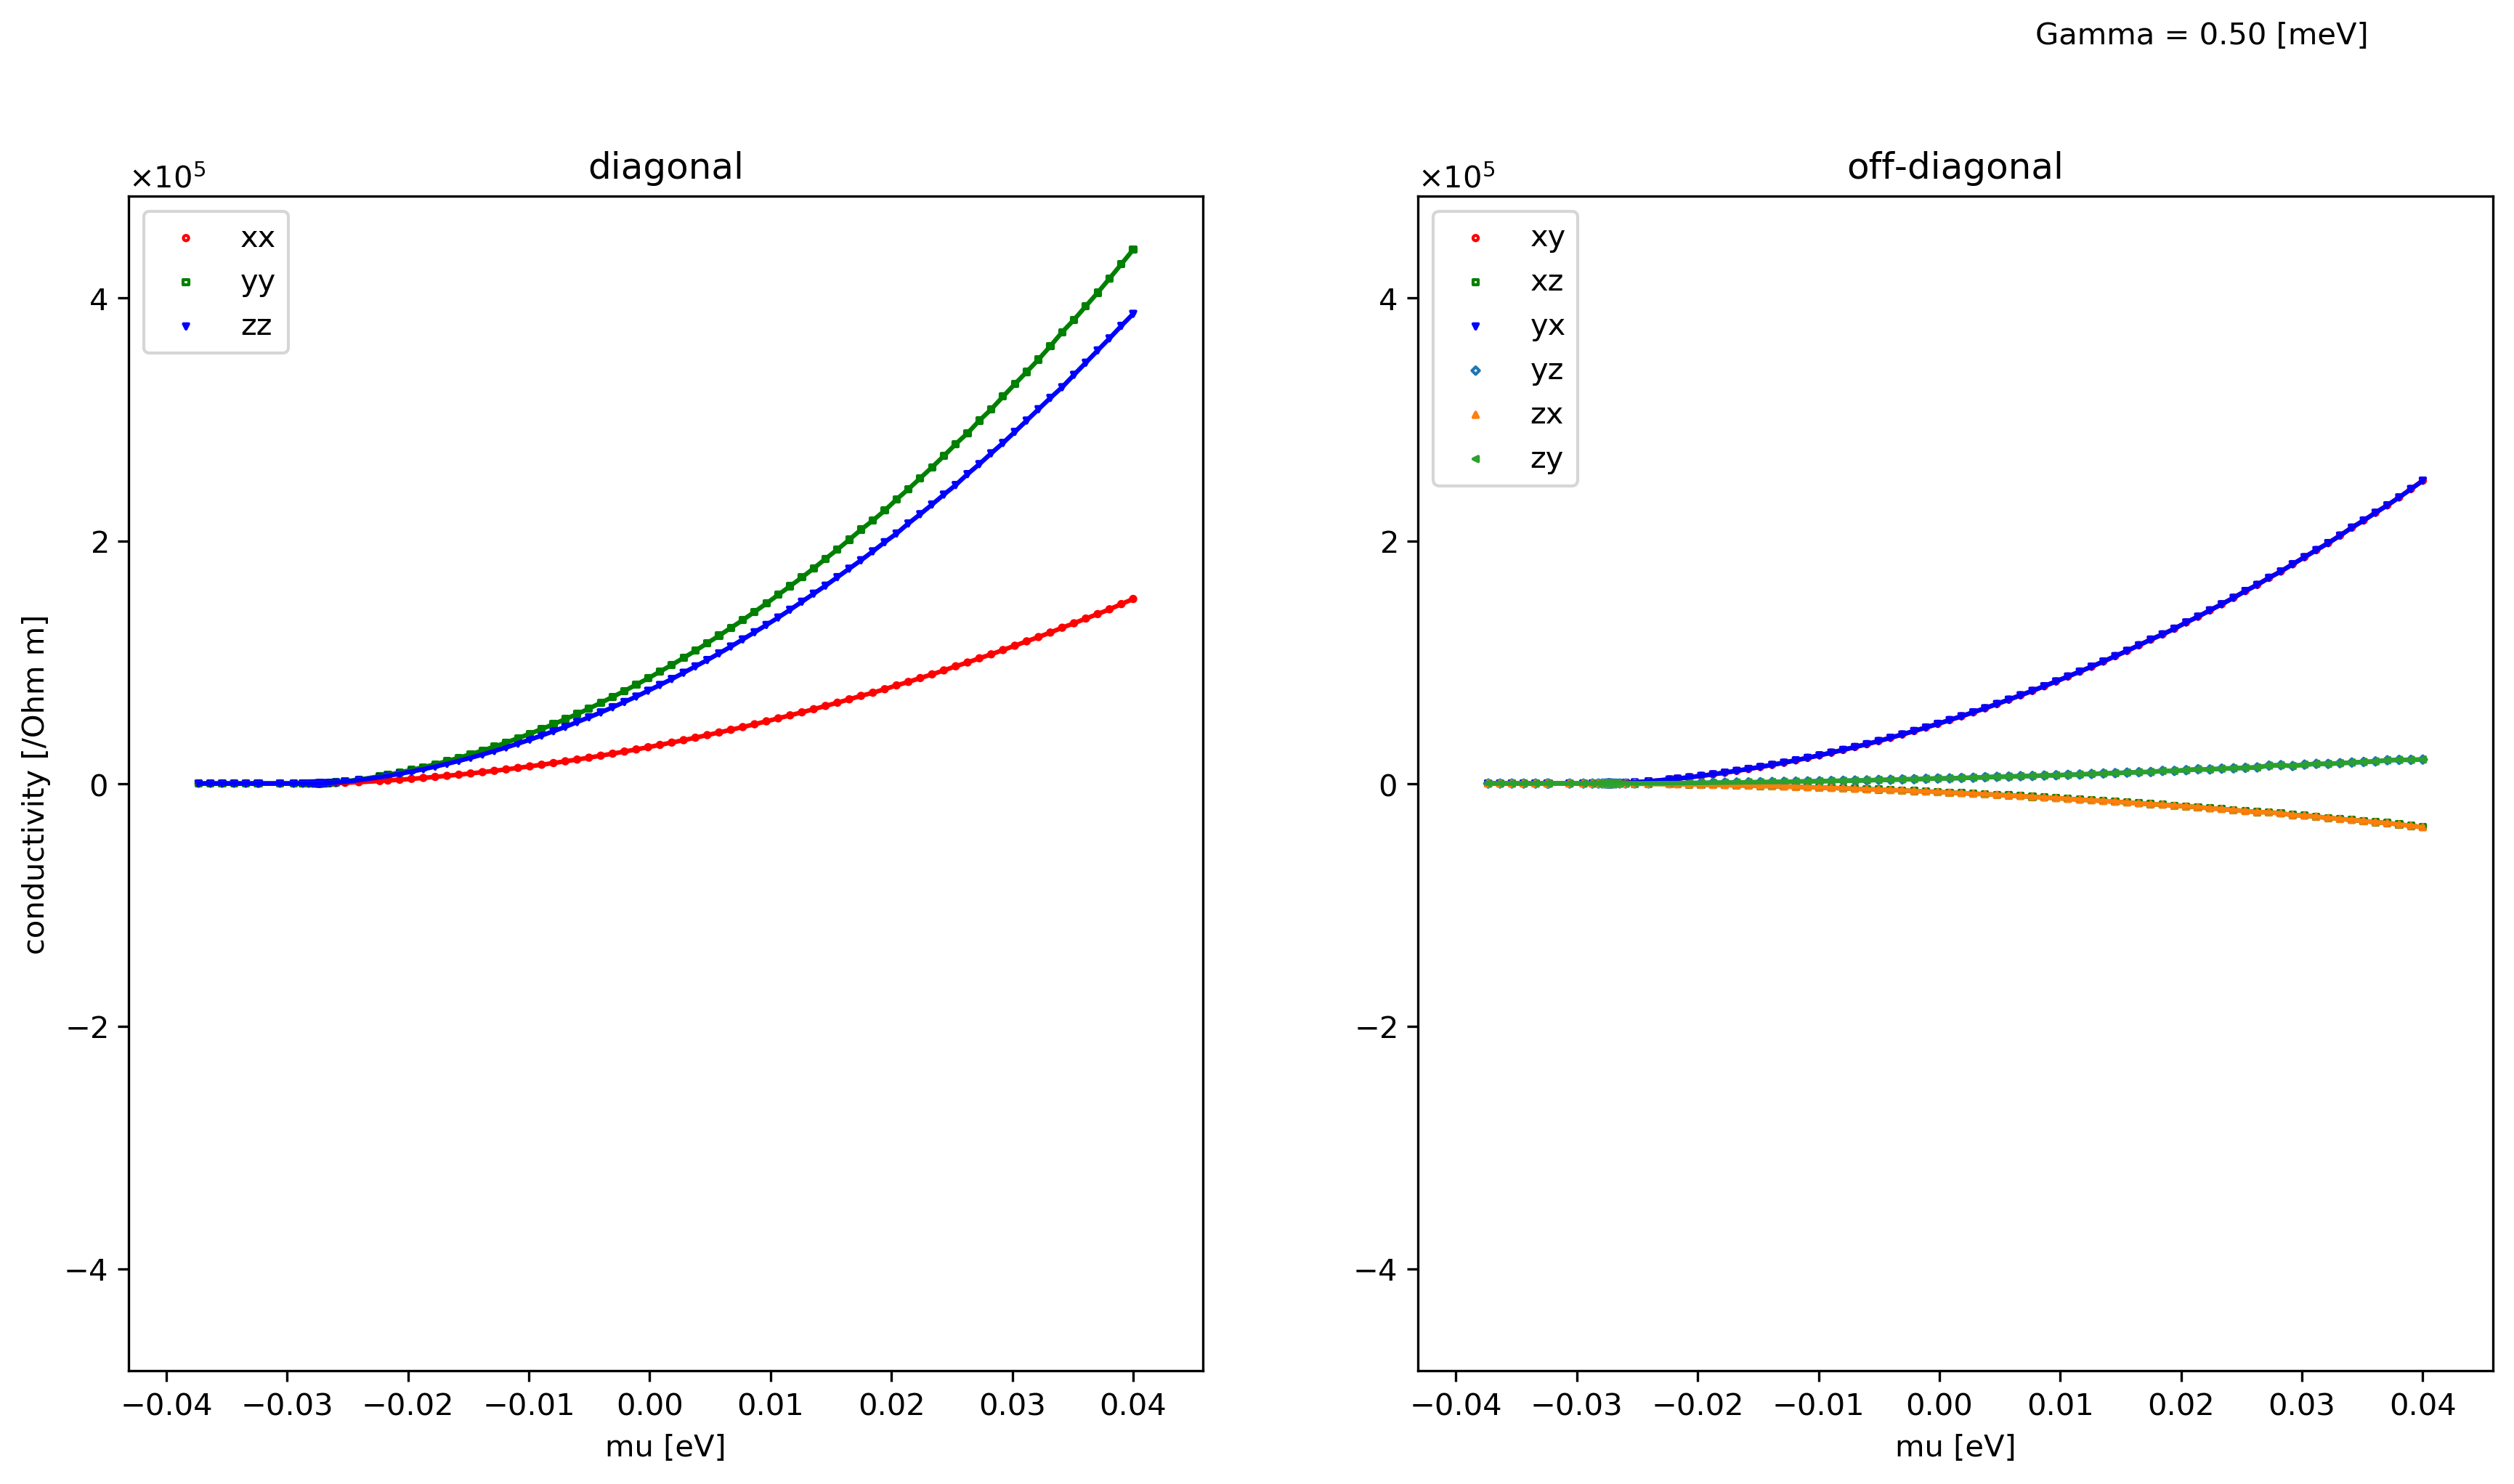 Gamma = 0.50 [meV]
diagonal
×10⁵
xx
yy
zz
4
2
0
−2
−4
conductivity [/Ohm m]
−0.04 −0.03 −0.02 −0.01 0.00 0.01 0.02 0.03 0.04
mu [eV]
off-diagonal
×10⁵
xy
xz
yx
yz
zx
zy
4
2
0
−2
−4
−0.04 −0.03 −0.02 −0.01 0.00 0.01 0.02 0.03 0.04
mu [eV]